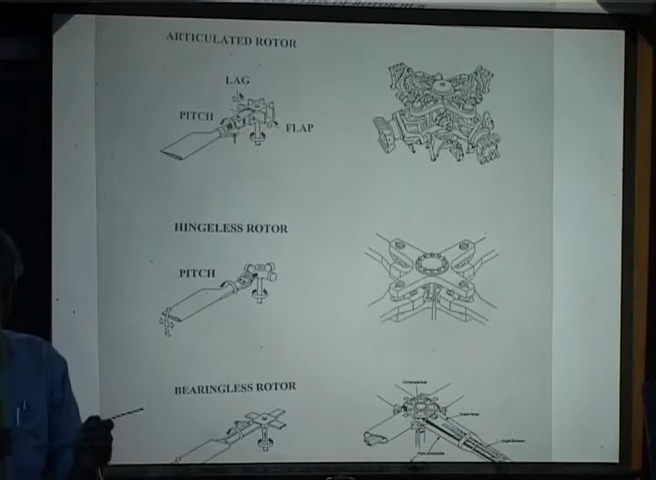 ARTICULATED ROTOR
LAG
PITCH
FLAP
HINGELESS ROTOR
PITCH
BEARINGLESS ROTOR